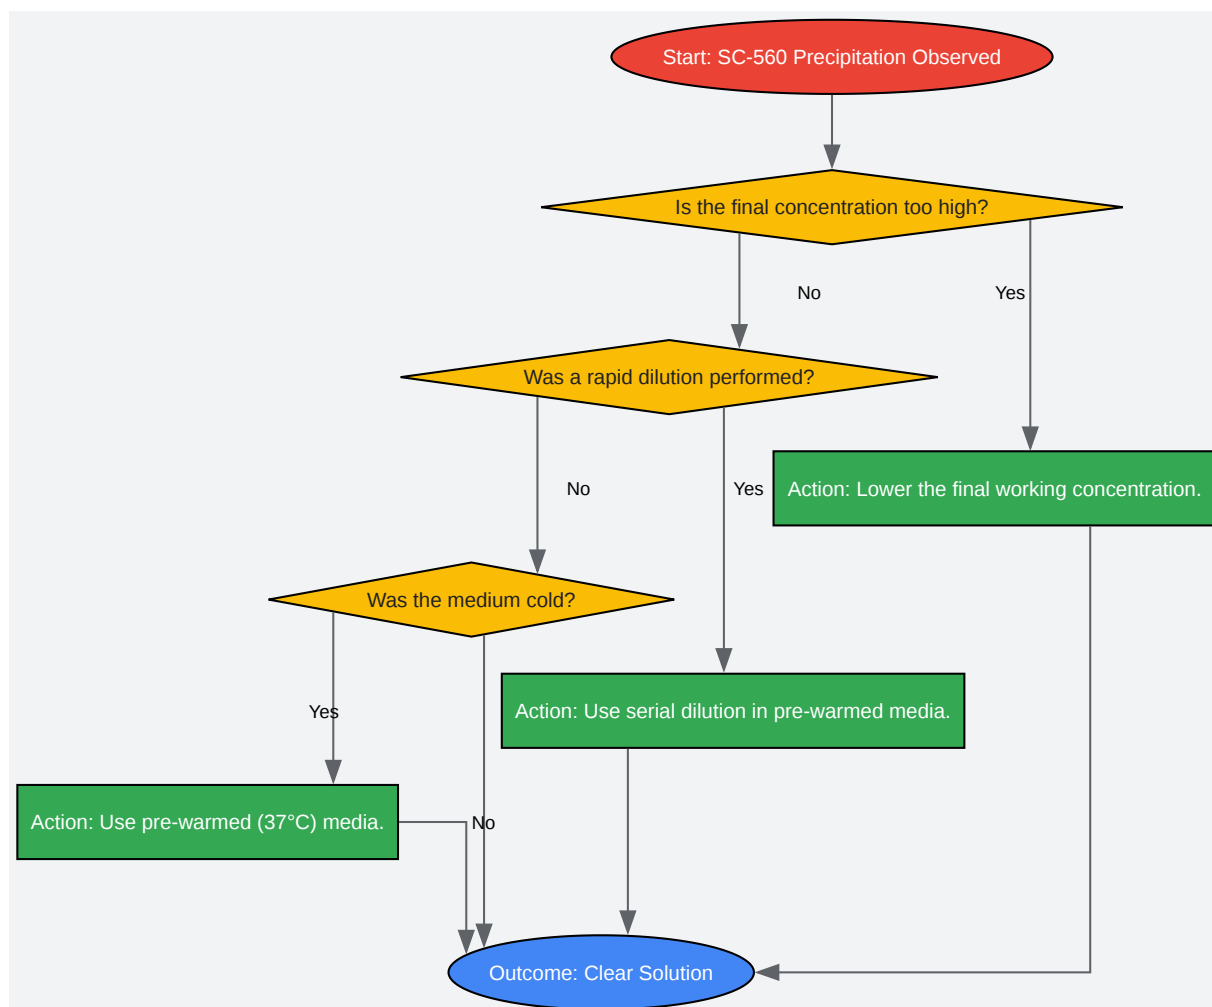 Start: SC-560 Precipitation Observed
Is the final concentration too high?
No
Yes
Was a rapid dilution performed?
No
Yes
Action: Lower the final working concentration.
Was the medium cold?
Yes
Action: Use serial dilution in pre-warmed media.
Action: Use pre-warmed (37°C) media.
No
Outcome: Clear Solution